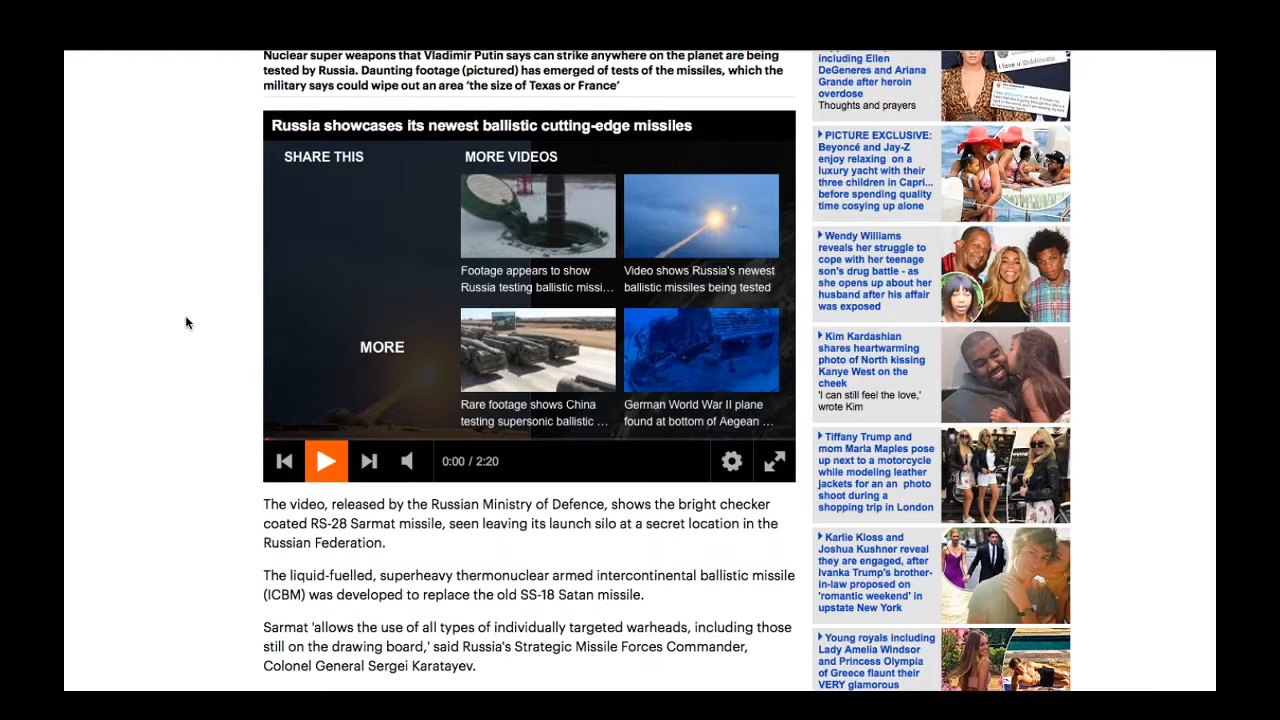 Nuclear super weapons that Vladimir Putin says can strike anywhere on the planet are being
tested by Russia. Daunting footage (pictured) has emerged of tests of the missiles, which the
military says could wipe out an area ‘the size of Texas or France’
Russia showcases its newest ballistic cutting-edge missiles
SHARE THIS
MORE VIDEOS
Footage appears to show
Russia testing ballistic missi...
Video shows Russia's newest
ballistic missiles being tested
MORE
Rare footage shows China
testing supersonic ballistic ...
German World War II plane
found at bottom of Aegean ...
0:00 / 2:20
The video, released by the Russian Ministry of Defence, shows the bright checker
coated RS-28 Sarmat missile, seen leaving its launch silo at a secret location in the
Russian Federation.
The liquid-fuelled, superheavy thermonuclear armed intercontinental ballistic missile
(ICBM) was developed to replace the old SS-18 Satan missile.
Sarmat 'allows the use of all types of individually targeted warheads, including those
still on the drawing board,' said Russia's Strategic Missile Forces Commander,
Colonel General Sergei Karatayev.
including Ellen
DeGeneres and Ariana
Grande after heroin
overdose
Thoughts and prayers
I love u @ddlovato
PICTURE EXCLUSIVE:
Beyoncé and Jay-Z
enjoy relaxing on a
luxury yacht with their
three children in Capri...
before spending quality
time cosying up alone
Wendy Williams
reveals her struggle to
cope with her teenage
son's drug battle - as
she opens up about her
husband after his affair
was exposed
Kim Kardashian
shares heartwarming
photo of North kissing
Kanye West on the
cheek
'I can still feel the love,'
wrote Kim
Tiffany Trump and
mom Marla Maples pose
up next to a motorcycle
while modeling leather
jackets for an an photo
shoot during a
shopping trip in London
Karlie Kloss and
Joshua Kushner reveal
they are engaged, after
Ivanka Trump's brother-
in-law proposed on
'romantic weekend' in
upstate New York
Young royals including
Lady Amelia Windsor
and Princess Olympia
of Greece flaunt their
VERY glamorous